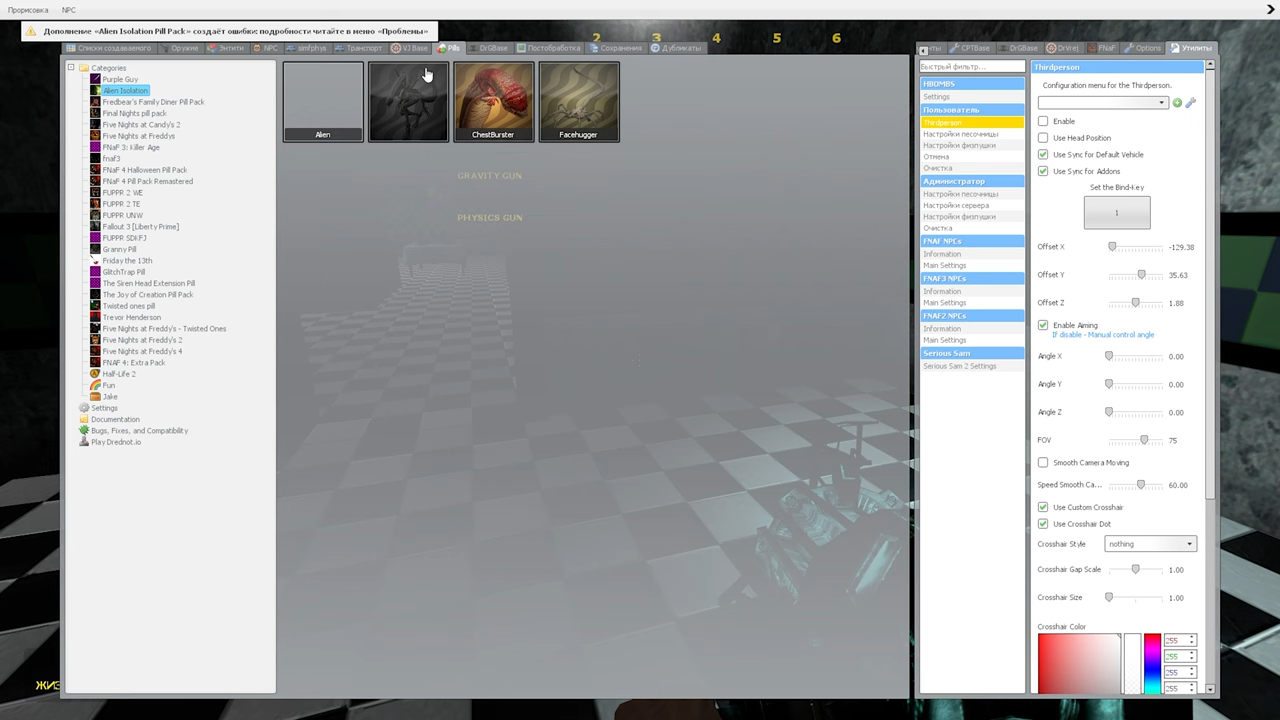 Прорисовка NPC
Дополнение «Alien Isolation Pill Pack» создаёт ошибки: подробности читайте в меню «Проблемы»
2 3 4 5 6
Списки создаваемого Оружие Энтити NPC simfphys Транспорт VJ Base Pills DrGBase Постобработка Сохранения Дубликаты
Categories
Purple Guy
Alien Isolation
Fredbear's Family Diner Pill Pack
Final Nights pill pack
Five Nights at Candy's 2
Five Nights at Freddys
FNaF 3: Killer Age
fnaf3
FNaF 4 Halloween Pill Pack
FNaF 4 Pill Pack Remastered
FUPPR 2 WE
FUPPR 2 TE
FUPPR UNW
Fallout 3 [Liberty Prime]
FUPPR SDI:FJ
Granny Pill
Friday the 13th
GlitchTrap Pill
The Siren Head Extension Pill
The Joy of Creation Pill Pack
Twisted ones pill
Trevor Henderson
Five Nights at Freddy's - Twisted Ones
Five Nights at Freddy's 2
Five Nights at Freddy's 4
FNAF 4: Extra Pack
Half-Life 2
Fun
Jake
Settings
Documentation
Bugs, Fixes, and Compatibility
Play Drednot.io
Alien
ChestBurster
Facehugger
GRAVITY GUN
PHYSICS GUN
CPTBase DrGBase DrVrej FNaF Options Утилиты
Быстрый фильтр...
HBOMBS
Settings
Пользователь
Thirdperson
Настройки песочницы
Настройки физпушки
Отмена
Очистка
Администратор
Настройки песочницы
Настройки сервера
Настройки физпушки
Очистка
FNAF NPCs
Information
Main Settings
FNAF3 NPCs
Information
Main Settings
FNAF2 NPCs
Information
Main Settings
Serious Sam
Serious Sam 2 Settings
Thirdperson
Configuration menu for the Thirdperson.
Enable
Use Head Position
Use Sync for Default Vehicle
Use Sync for Addons
Set the Bind-Key
1
Offset X -129.38
Offset Y 35.63
Offset Z 1.88
Enable Aiming
If disable - Manual control angle
Angle X 0.00
Angle Y 0.00
Angle Z 0.00
FOV 75
Smooth Camera Moving
Speed Smooth Ca... 60.00
Use Custom Crosshair
Use Crosshair Dot
Crosshair Style nothing
Crosshair Gap Scale 1.00
Crosshair Size 1.00
Crosshair Color
255
255
255
255